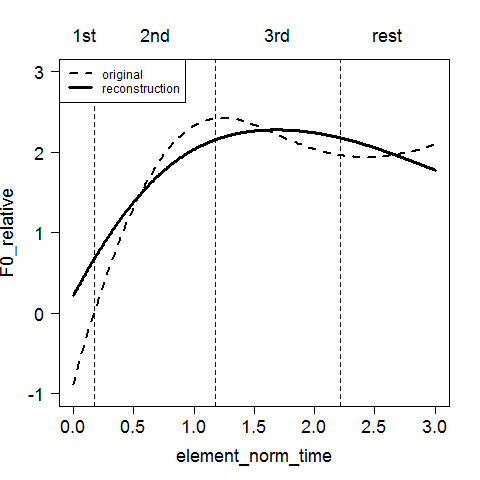 1st 2nd 3rd rest
original
reconstruction
3
2
1
0
-1
F0_relative
0.0 0.5 1.0 1.5 2.0 2.5 3.0
element_norm_time